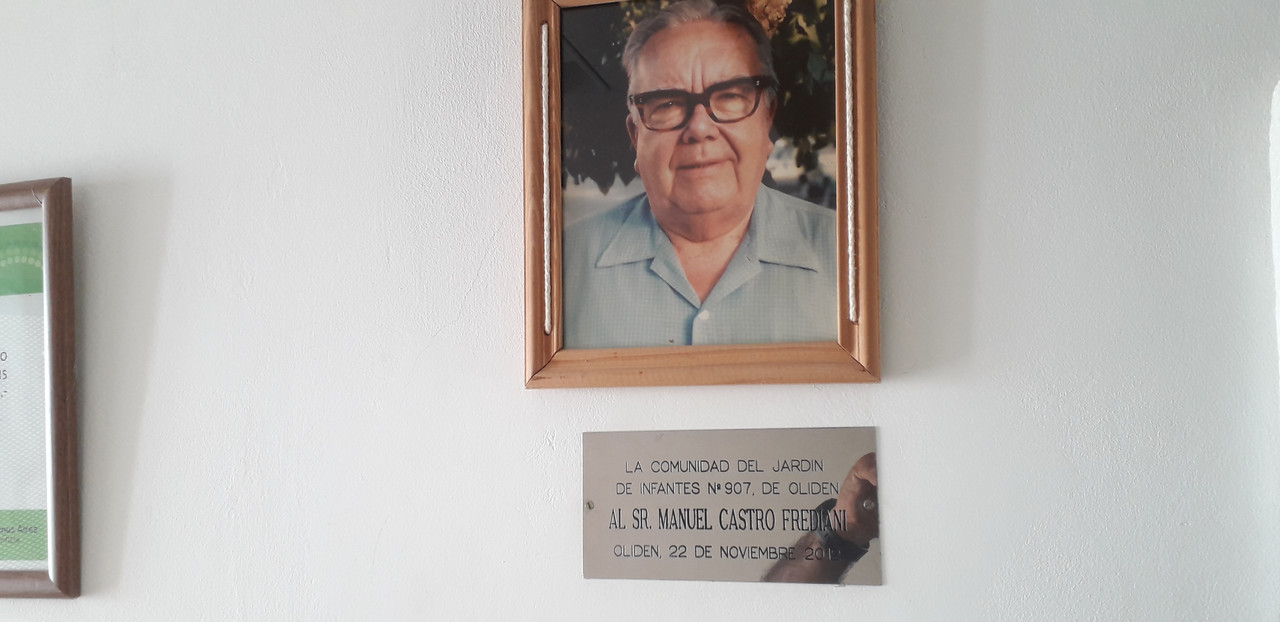 LA COMUNIDAD DEL JARDIN
DE INFANTES Nº 907, DE OLIDEN
AL SR. MANUEL CASTRO FREDIANI
OLIDEN, 22 DE NOVIEMBRE